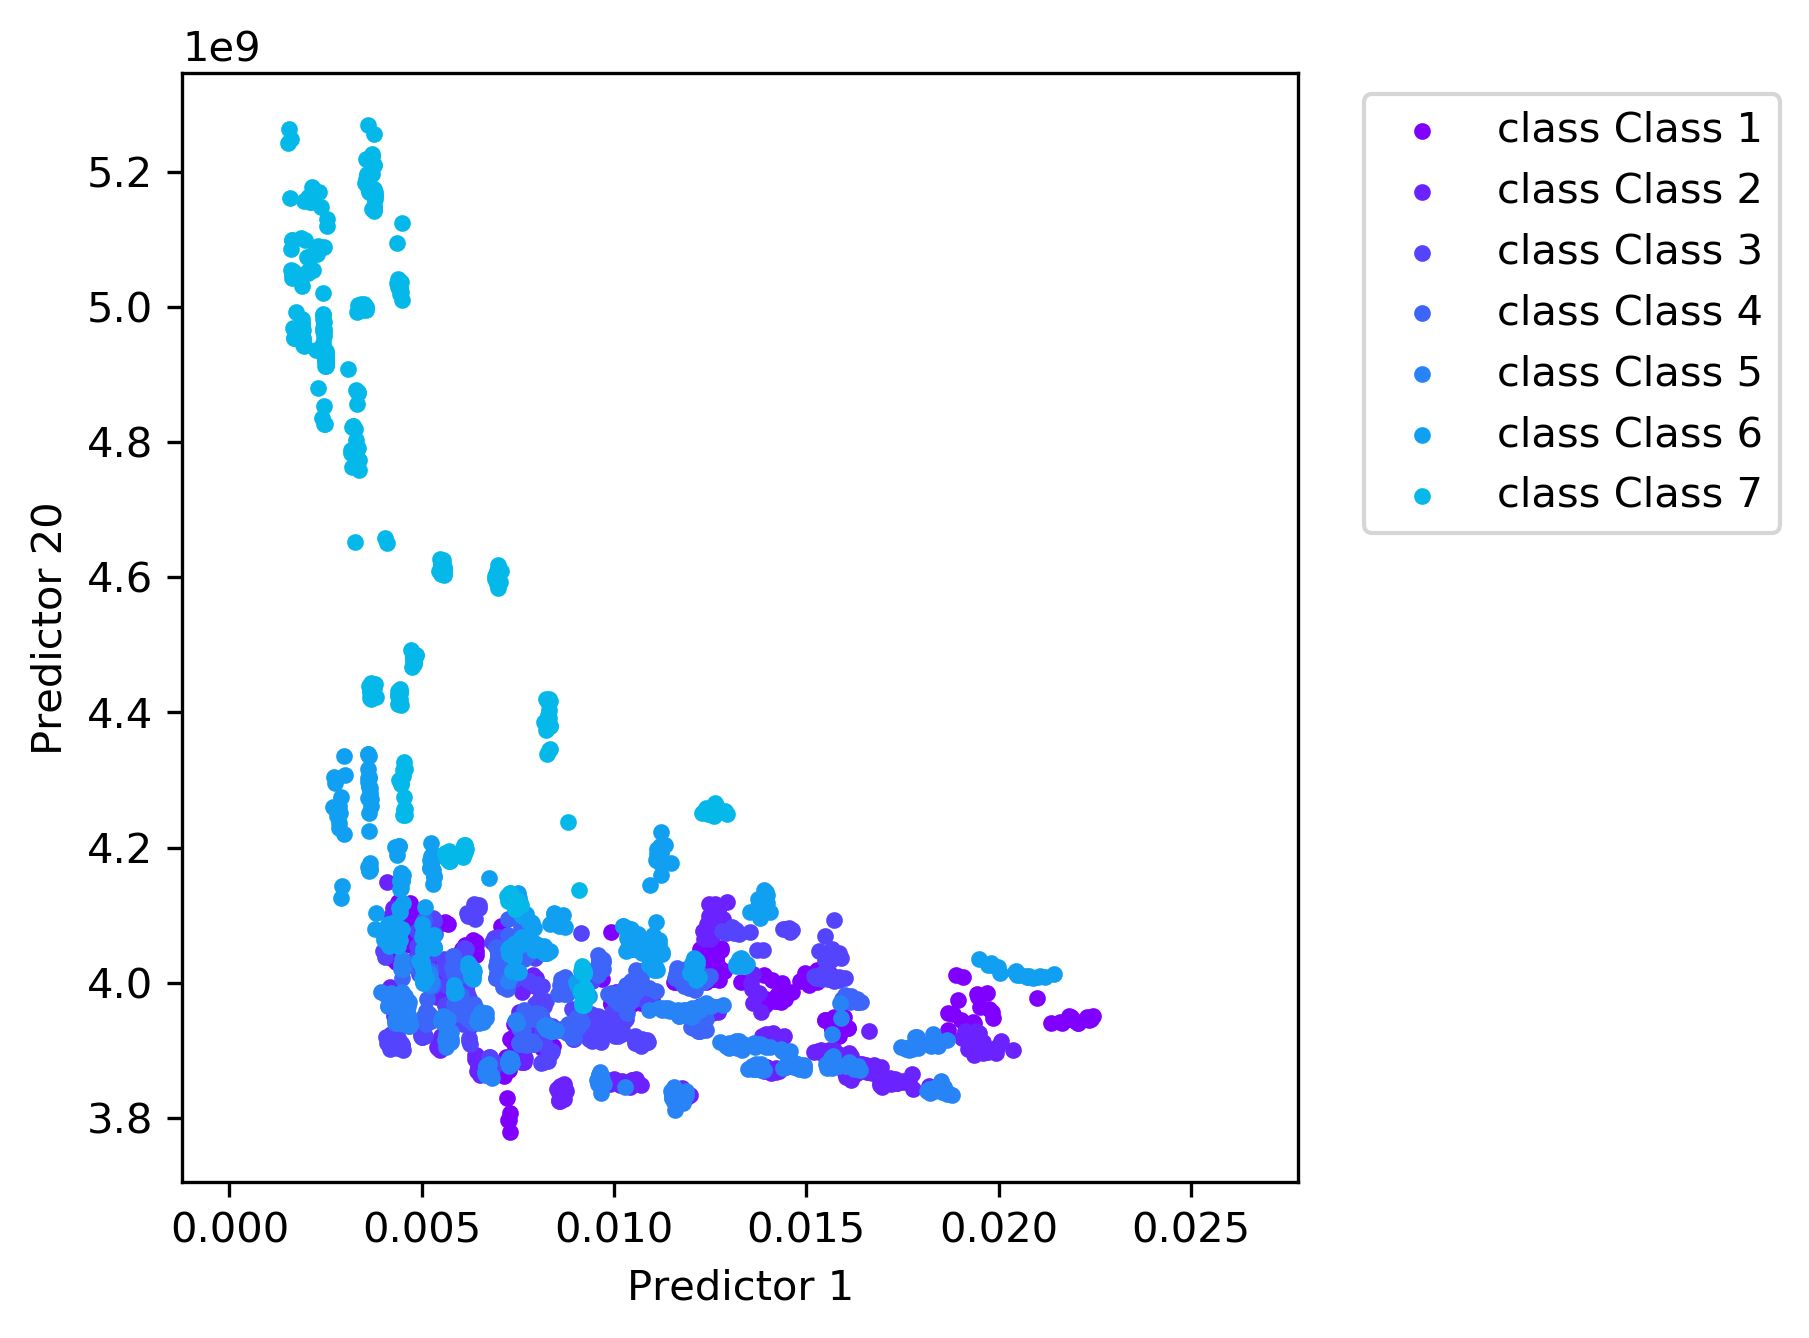 1e9
5.2
5.0
4.8
4.6
4.4
4.2
4.0
3.8
Predictor 20
0.000 0.005 0.010 0.015 0.020 0.025
Predictor 1
class Class 1
class Class 2
class Class 3
class Class 4
class Class 5
class Class 6
class Class 7